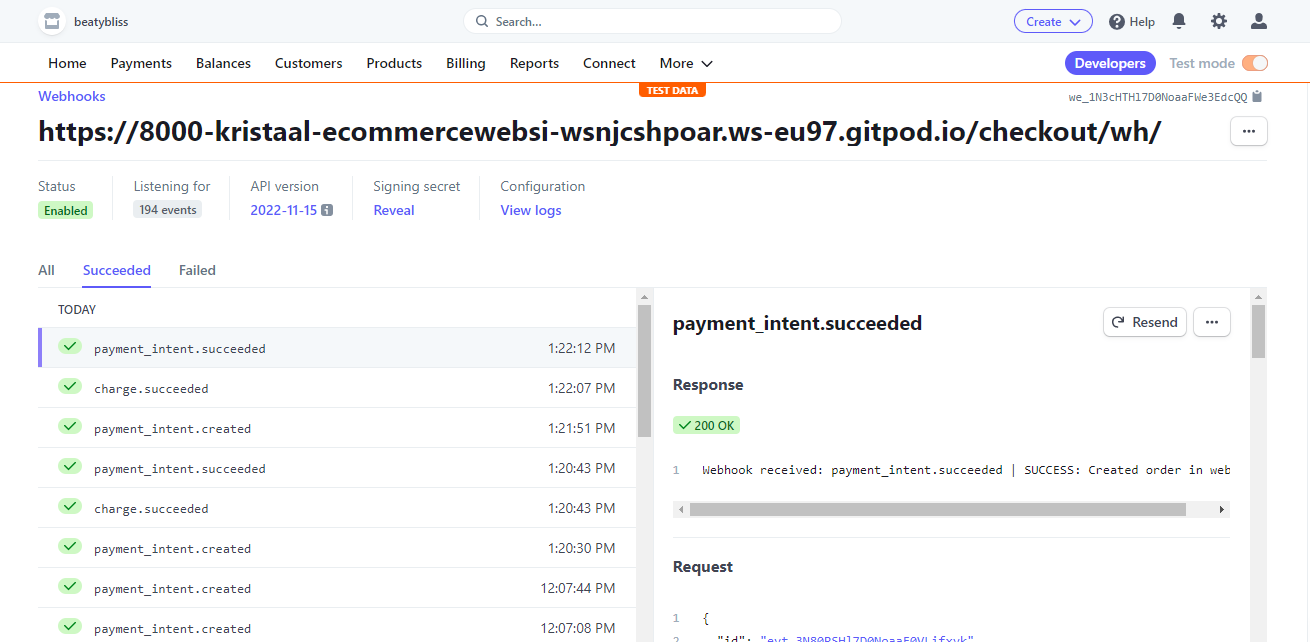 beatybliss
Search...
Create
Help
Home Payments Balances Customers Products Billing Reports Connect More
Developers Test mode
TEST DATA
Webhooks
we_1N3cHTHl7D0NoaaFWe3EdcQQ
https://8000-kristaal-ecommercewebsi-wsnjcshpoar.ws-eu97.gitpod.io/checkout/wh/
Status Listening for API version Signing secret Configuration
Enabled 194 events 2022-11-15 Reveal View logs
All Succeeded Failed
TODAY
payment_intent.succeeded 1:22:12 PM
charge.succeeded 1:22:07 PM
payment_intent.created 1:21:51 PM
payment_intent.succeeded 1:20:43 PM
charge.succeeded 1:20:43 PM
payment_intent.created 1:20:30 PM
payment_intent.created 12:07:44 PM
payment_intent.created 12:07:08 PM
payment_intent.succeeded
Resend
Response
200 OK
1 Webhook received: payment_intent.succeeded | SUCCESS: Created order in web
Request
1 {
2 "id":